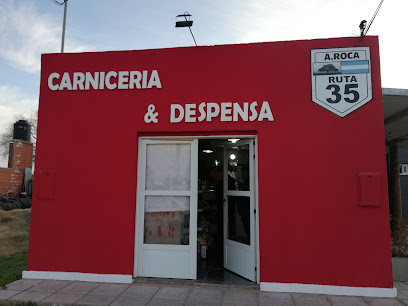 CARNICERIA
& DESPENSA
A.ROCA
RUTA
35